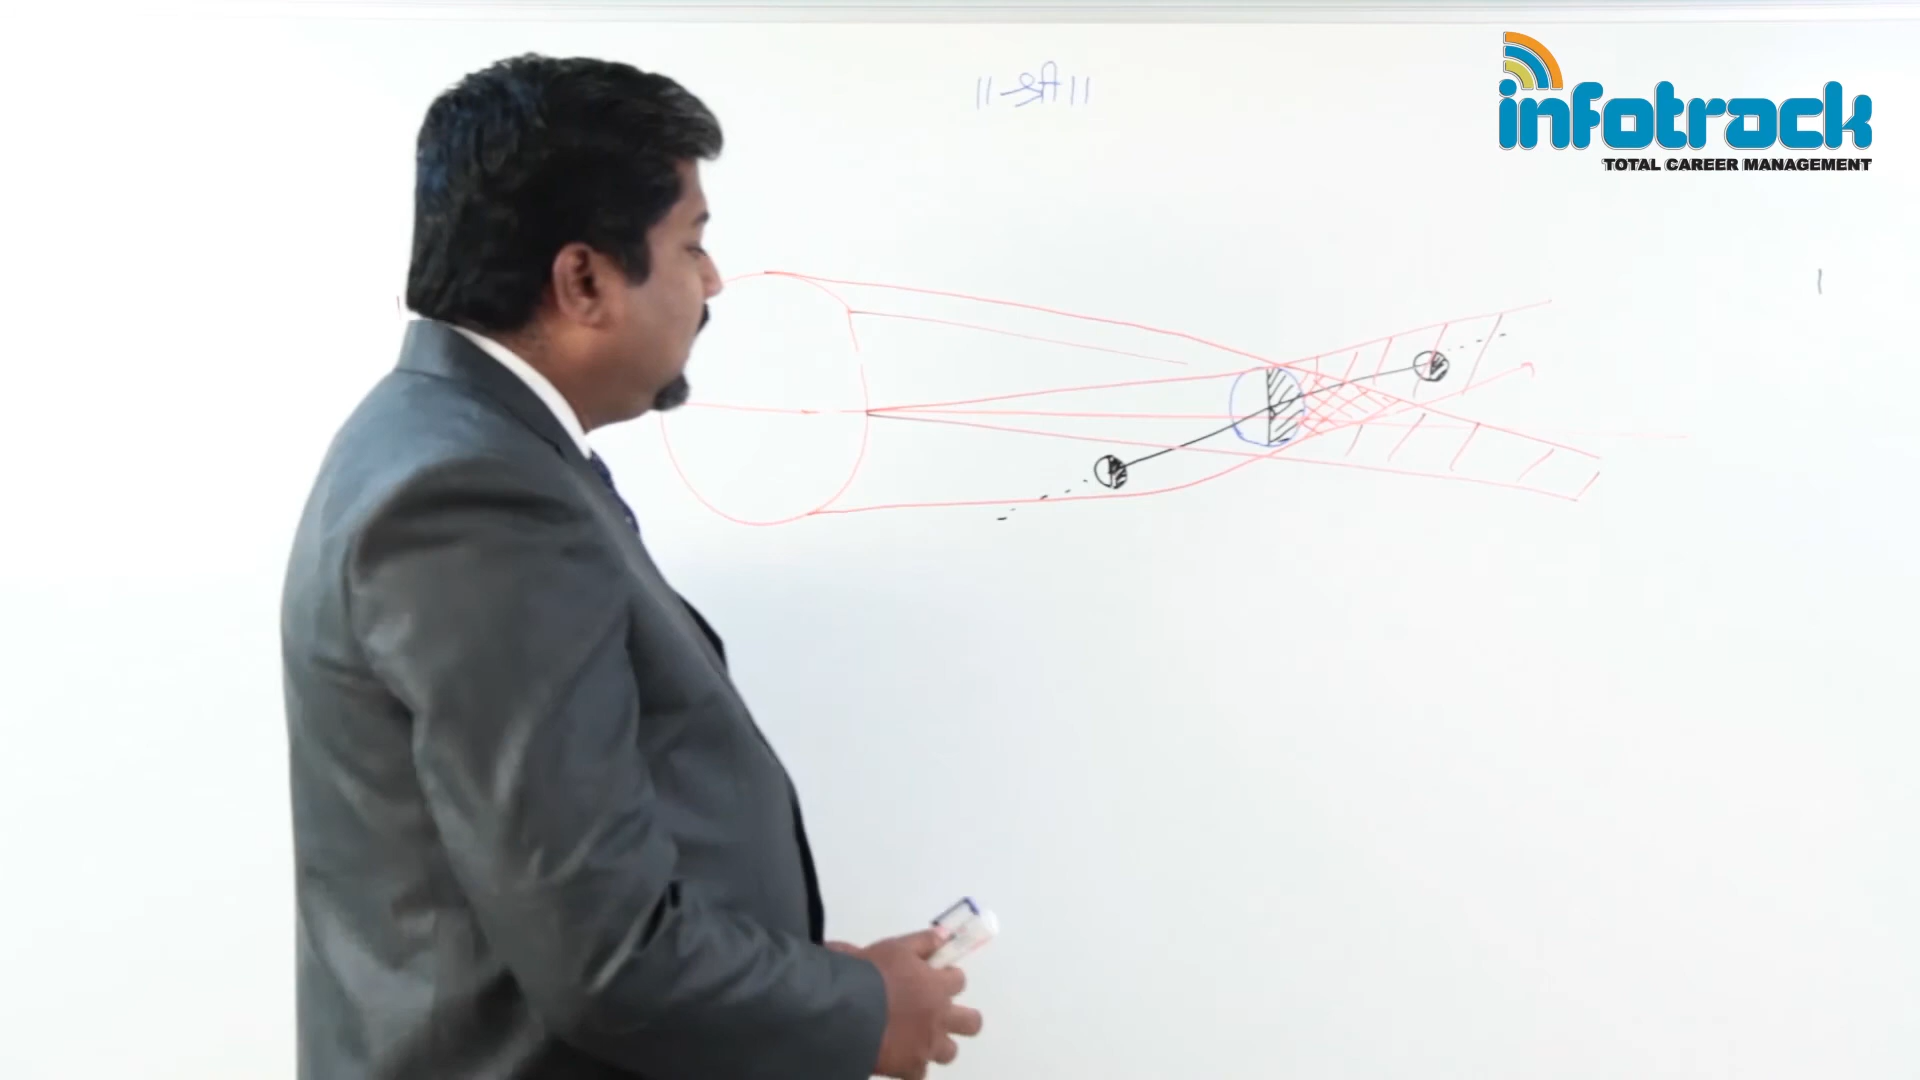 ॥ श्री ॥
infotrack
TOTAL CAREER MANAGEMENT